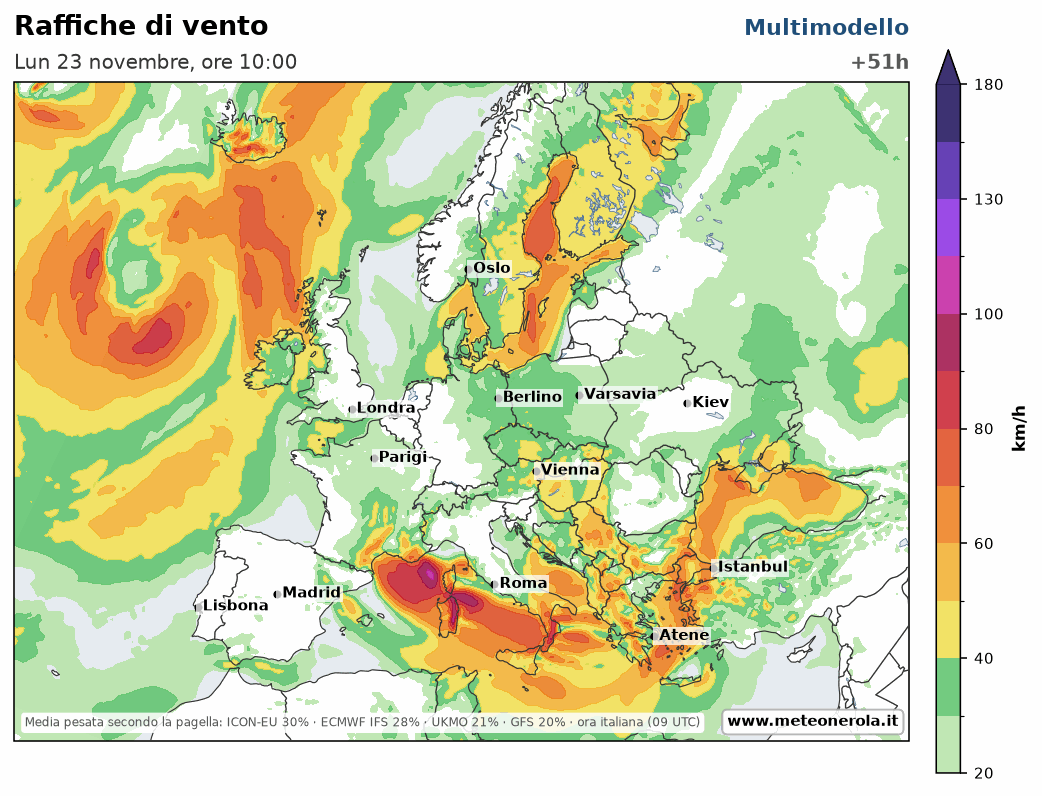 Raffiche di vento
Multimodello
Lun 23 novembre, ore 10:00
+51h
180
130
100
80
60
40
20
km/h
Oslo
Berlino
Varsavia
Kiev
Londra
Parigi
Vienna
Istanbul
Roma
Madrid
Lisbona
Atene
Media pesata secondo la pagella: ICON-EU 30% · ECMWF IFS 28% · UKMO 21% · GFS 20% · ora italiana (09 UTC)
www.meteonerola.it